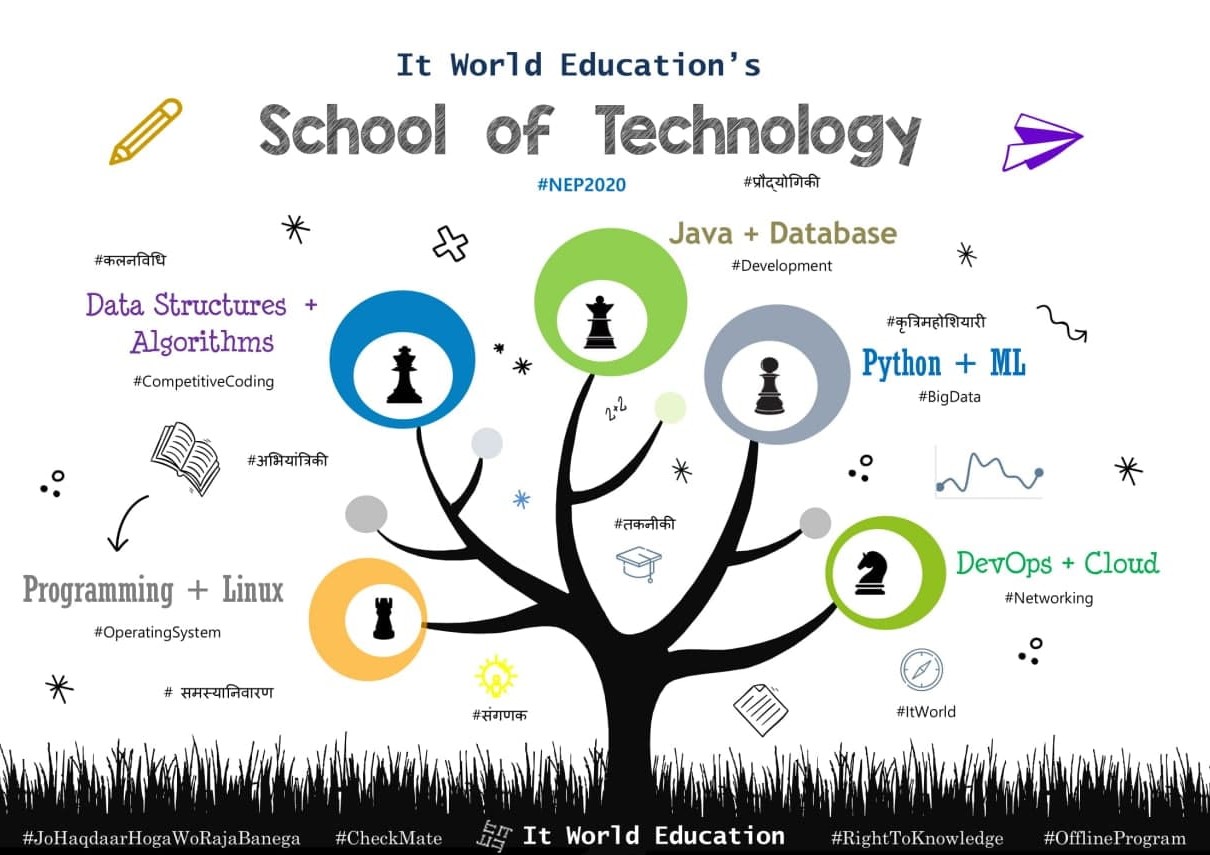 It World Education’s
School of Technology
#NEP2020
#प्रौद्योगिकी
Java + Database
#Development
#कलनविधि
Data Structures +
Algorithms
#CompetitiveCoding
#कृत्रिमहोशियारी
Python + ML
#BigData
2*2
#अभियांत्रिकी
#तकनीकी
DevOps + Cloud
#Networking
Programming + Linux
#OperatingSystem
# समस्यानिवारण
#संगणक
#ItWorld
#JoHaqdaarHogaWoRajaBanega
#CheckMate
It World Education
#RightToKnowledge
#OfflineProgram